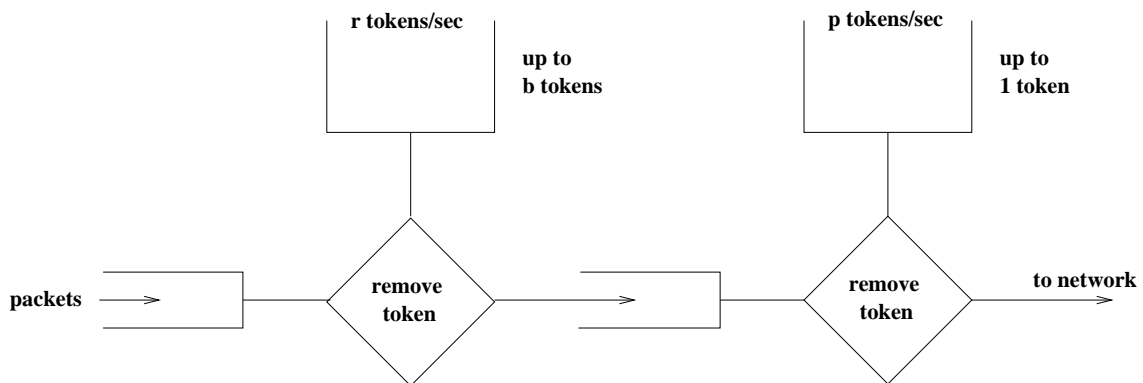 r tokens/sec
up to
b tokens
p tokens/sec
up to
1 token
packets
remove
token
remove
token
to network